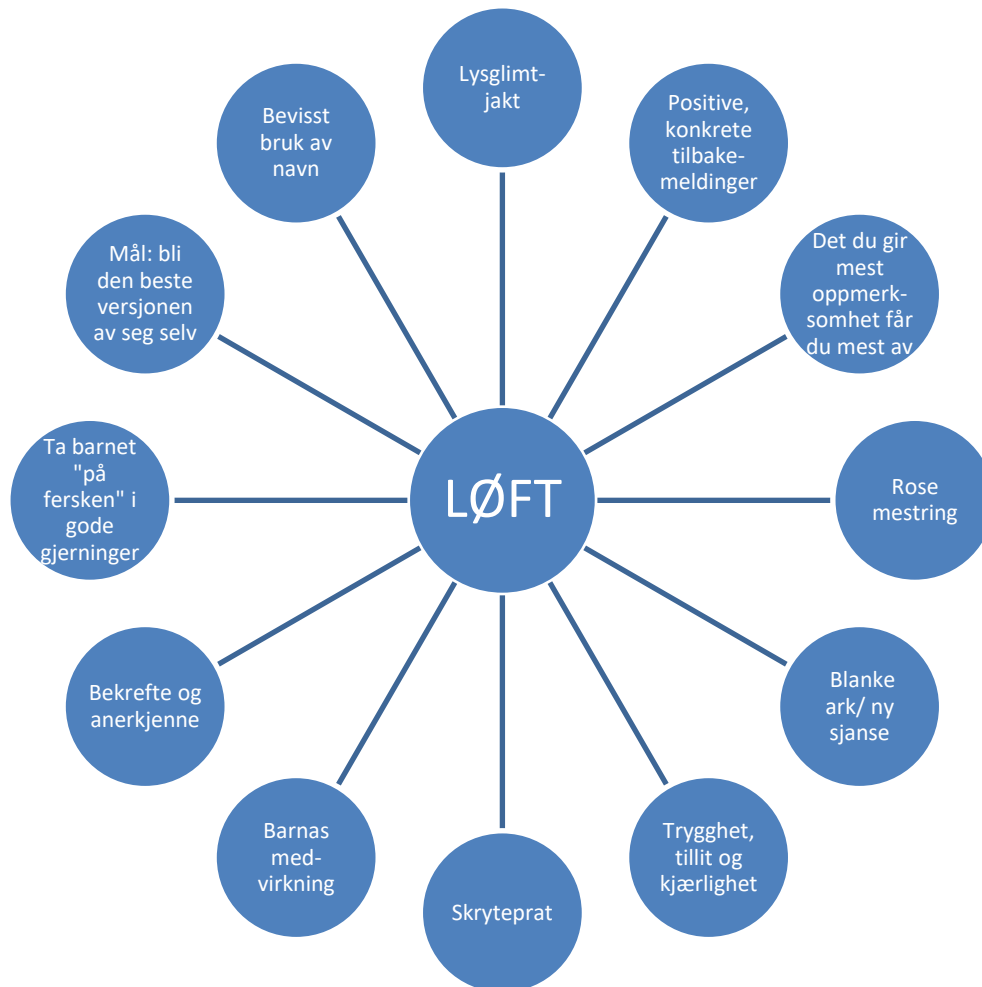 Lysglimt-
jakt
Positive,
konkrete
tilbake-
meldinger
Det du gir
mest
oppmerk-
somhet får
du mest av
Rose
mestring
Blanke
ark/ ny
sjanse
Trygghet,
tillit og
kjærlighet
Skryteprat
Barnas
med-
virkning
Bekrefte og
anerkjenne
Ta barnet
"på
fersken" i
gode
gjerninger
Mål: bli
den beste
versjonen
av seg selv
Bevisst
bruk av
navn
LØFT